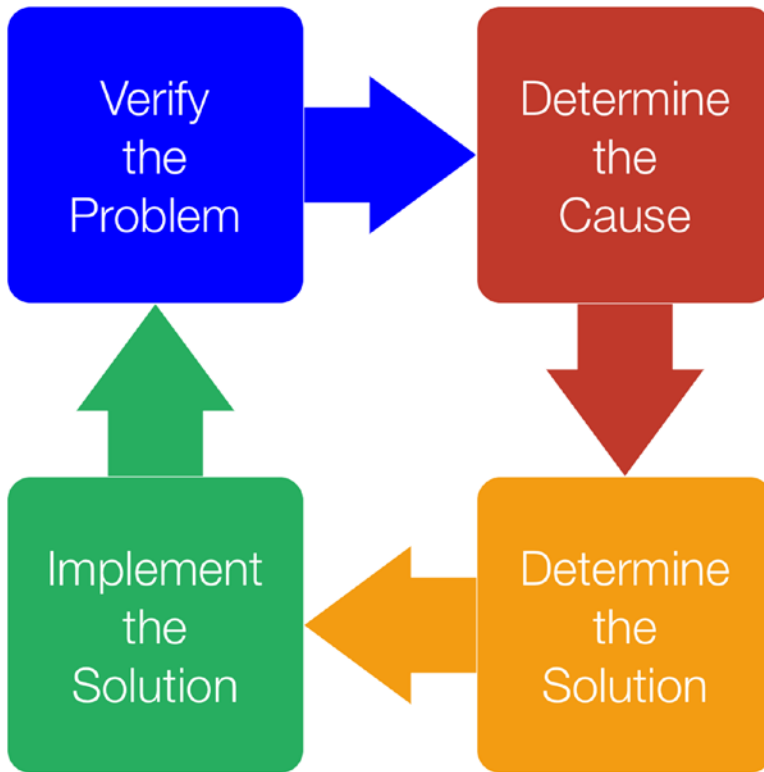 Verify
the
Problem
Determine
the
Cause
Implement
the
Solution
Determine
the
Solution